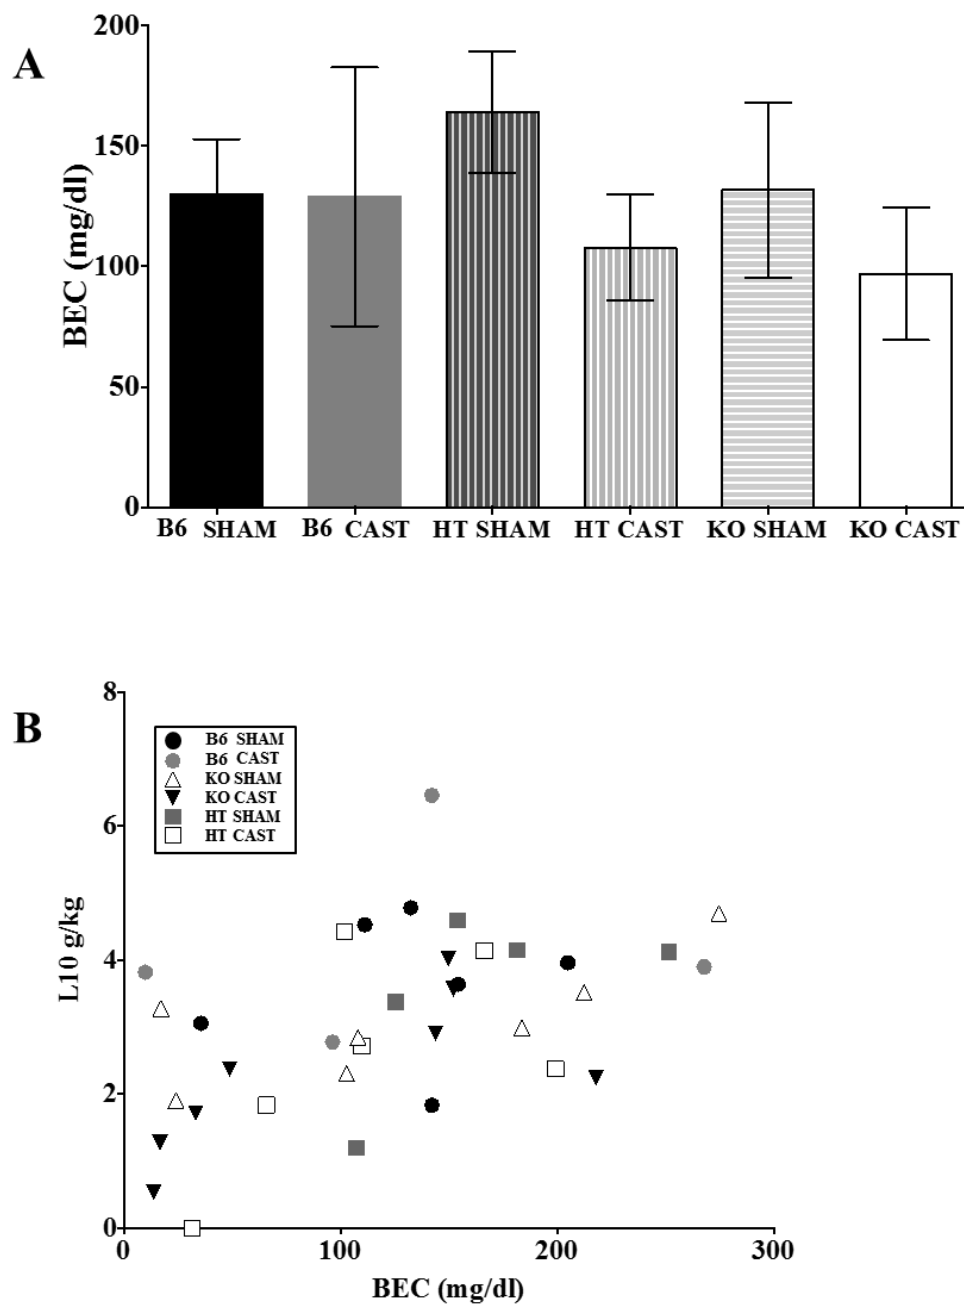 A
BEC (mg/dl)
200
150
100
50
0
B6 SHAM
B6 CAST
HT SHAM
HT CAST
KO SHAM
KO CAST
B
L10 g/kg
8
6
4
2
0
B6 SHAM
B6 CAST
KO SHAM
KO CAST
HT SHAM
HT CAST
0 100 200 300
BEC (mg/dl)